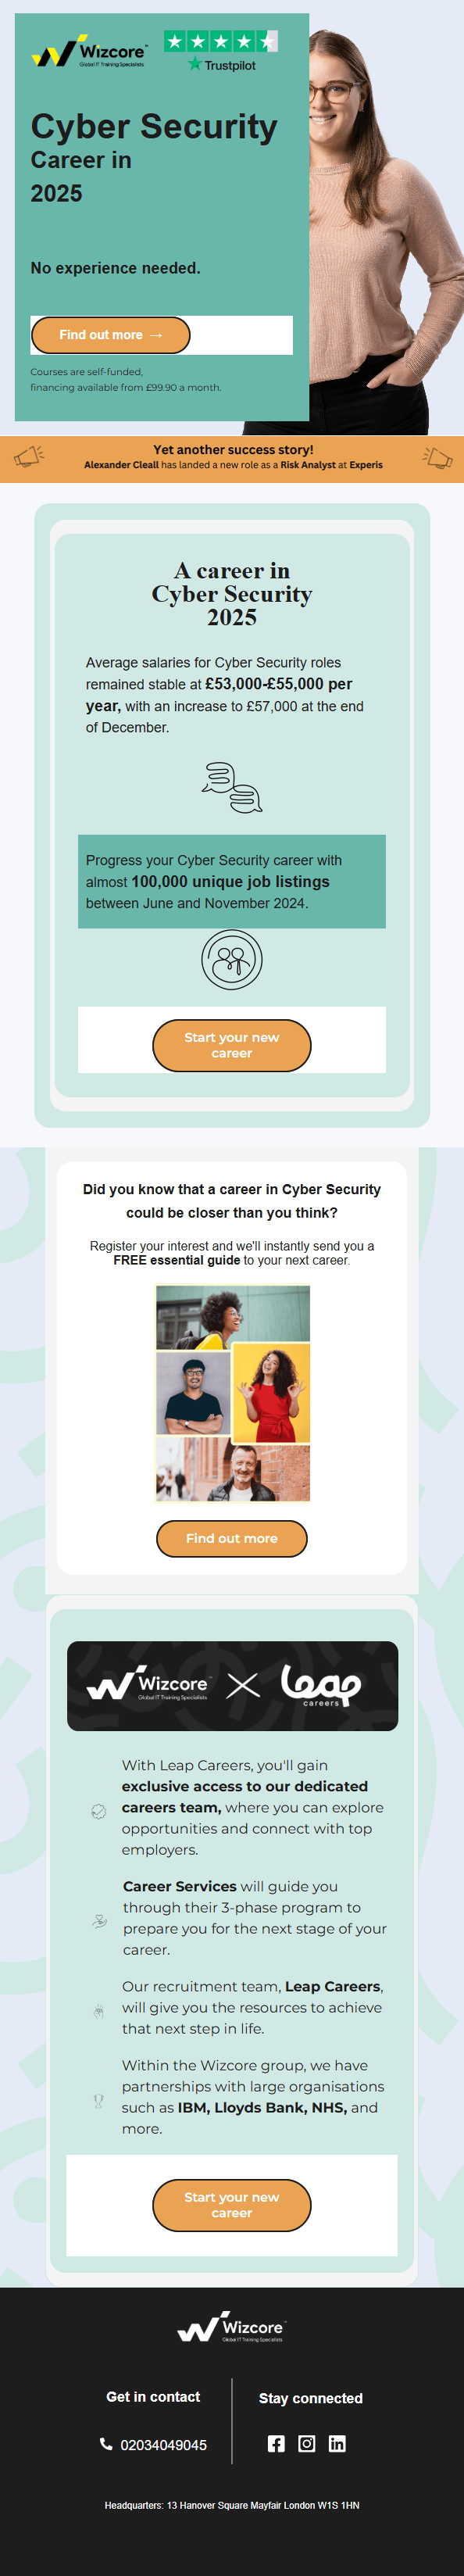 Wizcore™
Global IT Training Specialists
Trustpilot
Cyber Security
Career in
2025
No experience needed.
Find out more →
Courses are self-funded,
financing available from £99.90 a month.
Yet another success story!
Alexander Cleall has landed a new role as a Risk Analyst at Experis
A career in
Cyber Security
2025
Average salaries for Cyber Security roles
remained stable at £53,000-£55,000 per
year, with an increase to £57,000 at the end
of December.
Progress your Cyber Security career with
almost 100,000 unique job listings
between June and November 2024.
Start your new
career
Did you know that a career in Cyber Security
could be closer than you think?
Register your interest and we'll instantly send you a
FREE essential guide to your next career.
Find out more
Wizcore™
Global IT Training Specialists
Leap
careers
With Leap Careers, you'll gain
exclusive access to our dedicated
careers team, where you can explore
opportunities and connect with top
employers.
Career Services will guide you
through their 3-phase program to
prepare you for the next stage of your
career.
Our recruitment team, Leap Careers,
will give you the resources to achieve
that next step in life.
Within the Wizcore group, we have
partnerships with large organisations
such as IBM, Lloyds Bank, NHS, and
more.
Start your new
career
Wizcore™
Global IT Training Specialists
Get in contact
02034049045
Stay connected
Headquarters: 13 Hanover Square Mayfair London W1S 1HN